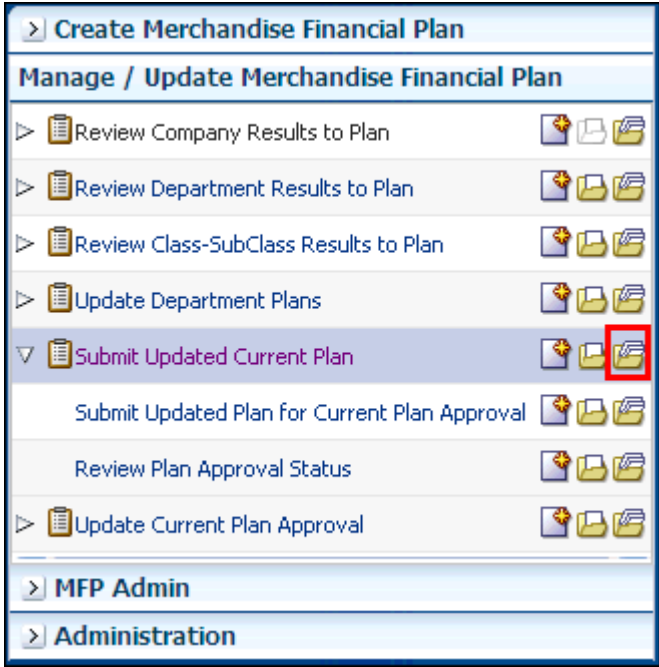 Create Merchandise Financial Plan
Manage / Update Merchandise Financial Plan
Review Company Results to Plan
Review Department Results to Plan
Review Class-SubClass Results to Plan
Update Department Plans
Submit Updated Current Plan
Submit Updated Plan for Current Plan Approval
Review Plan Approval Status
Update Current Plan Approval
MFP Admin
Administration